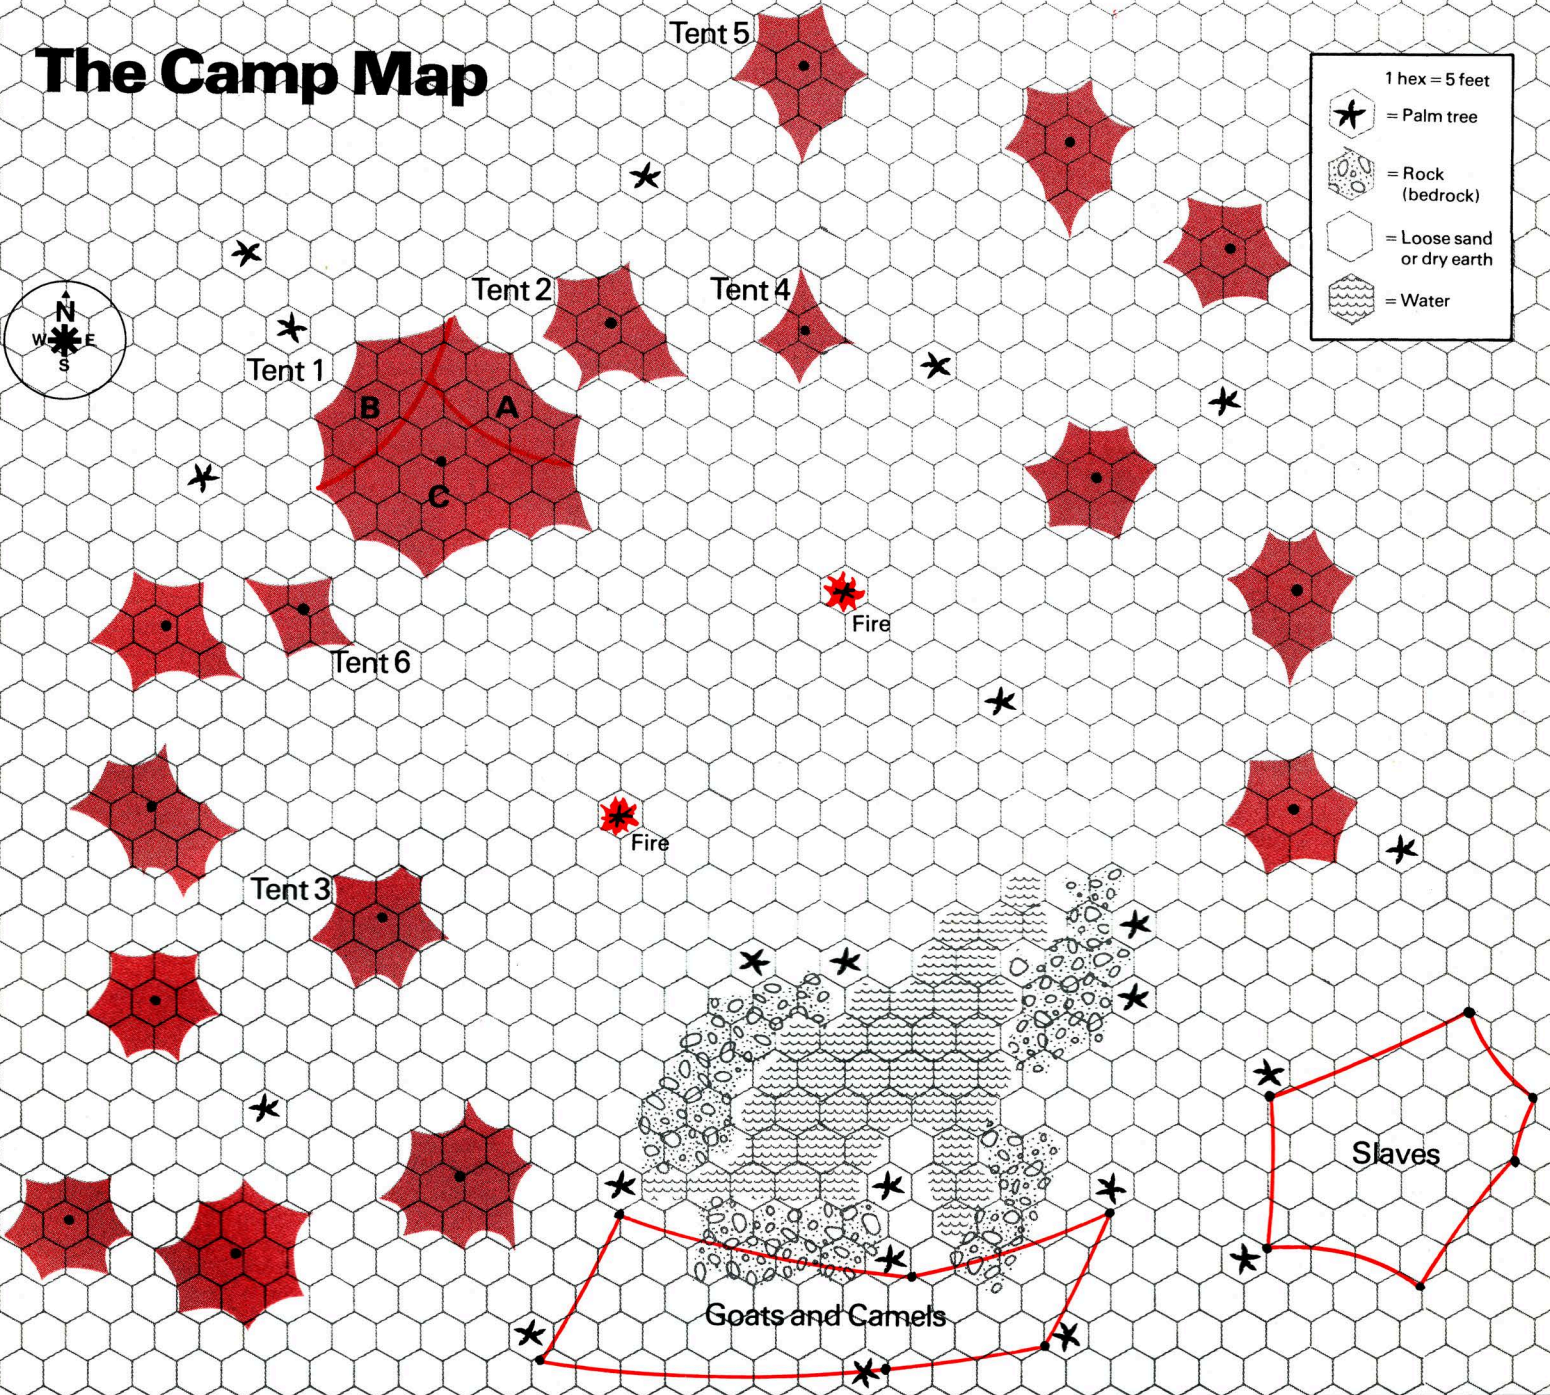 The Camp Map
Tent 5
1 hex = 5 feet
= Palm tree
= Rock
(bedrock)
= Loose sand
or dry earth
= Water
N
W E
S
Tent 2
Tent 4
Tent 1
B
A
C
Fire
Tent 6
Fire
Tent 3
Slaves
Goats and Camels